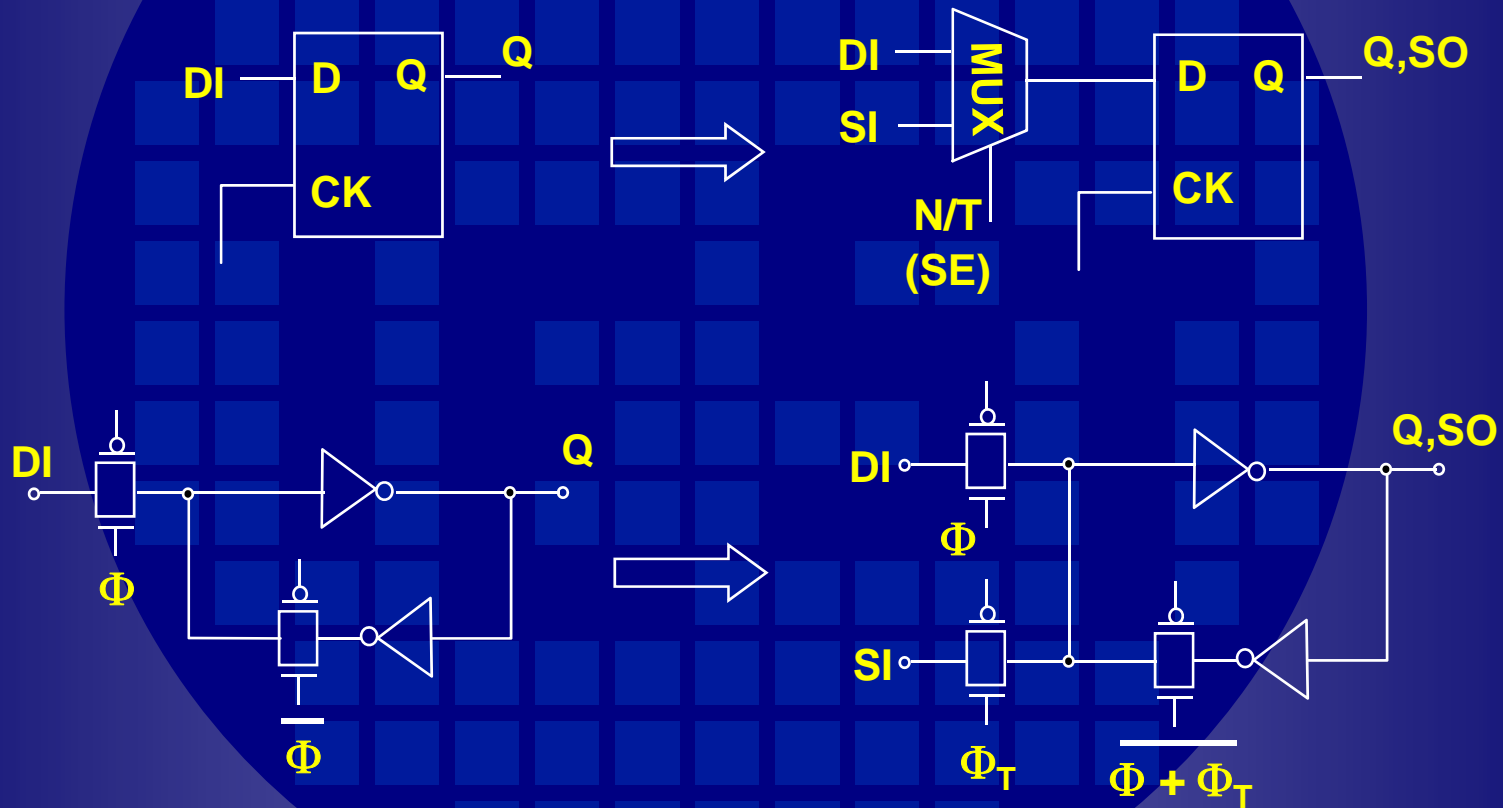 DI
D
Q
Q
CK
DI
SI
MUX
N/T
(SE)
D
Q
CK
Q,SO
DI
Φ
Q
Φ̅
DI
Φ
SI
Φ_T
Q,SO
Φ + Φ_T